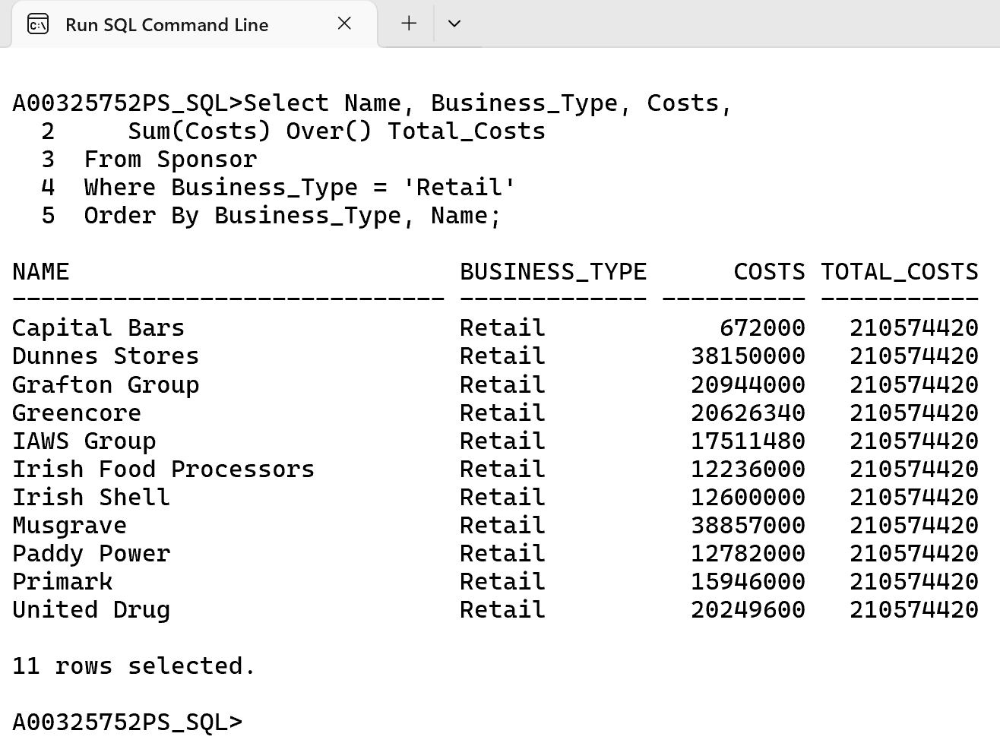 Run SQL Command Line
A00325752PS_SQL>Select Name, Business_Type, Costs,
  2     Sum(Costs) Over() Total_Costs
  3  From Sponsor
  4  Where Business_Type = 'Retail'
  5  Order By Business_Type, Name;
NAME                           BUSINESS_TYPE      COSTS TOTAL_COSTS
------------------------------ ------------- ---------- -----------
Capital Bars                   Retail            672000   210574420
Dunnes Stores                  Retail          38150000   210574420
Grafton Group                  Retail          20944000   210574420
Greencore                      Retail          20626340   210574420
IAWS Group                     Retail          17511480   210574420
Irish Food Processors          Retail          12236000   210574420
Irish Shell                    Retail          12600000   210574420
Musgrave                       Retail          38857000   210574420
Paddy Power                    Retail          12782000   210574420
Primark                        Retail          15946000   210574420
United Drug                    Retail          20249600   210574420
11 rows selected.
A00325752PS_SQL>